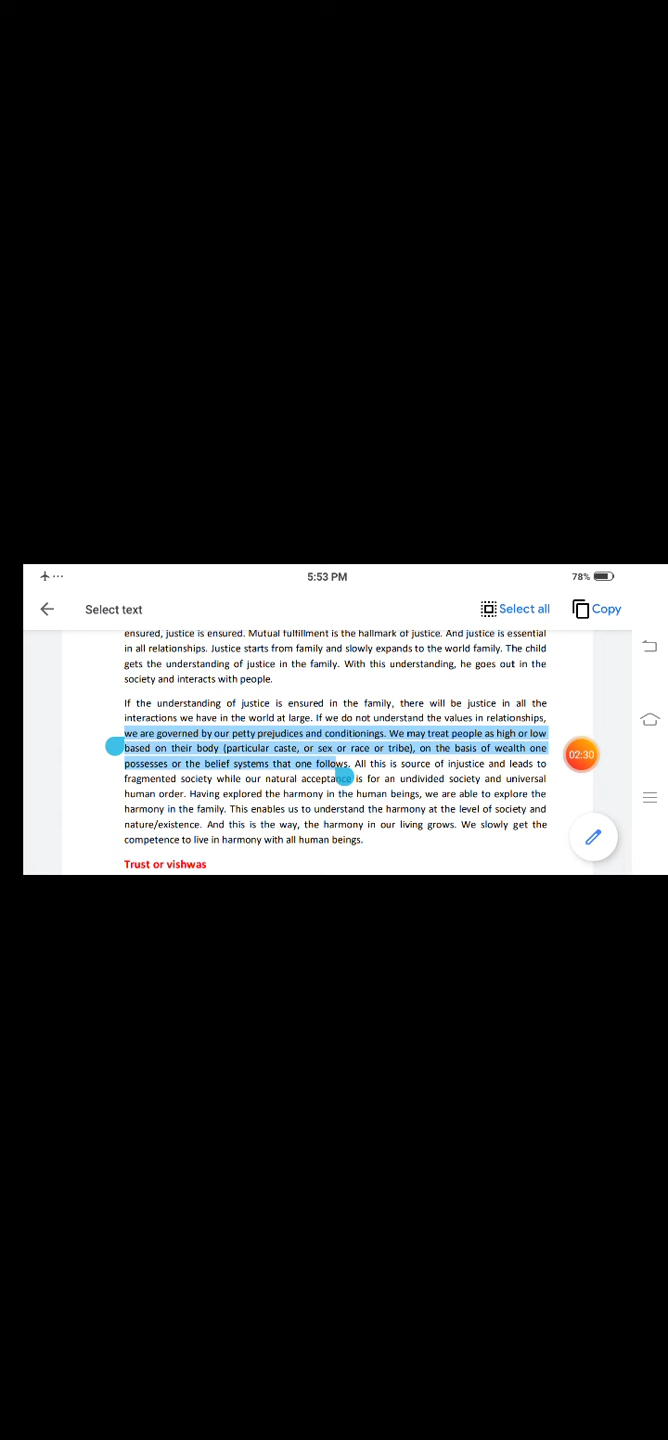 5:53 PM
78%
Select text
Select all
Copy
ensured, justice is ensured. Mutual fulfillment is the hallmark of justice. And justice is essential
in all relationships. Justice starts from family and slowly expands to the world family. The child
gets the understanding of justice in the family. With this understanding, he goes out in the
society and interacts with people.
If the understanding of justice is ensured in the family, there will be justice in all the
interactions we have in the world at large. If we do not understand the values in relationships,
we are governed by our petty prejudices and conditionings. We may treat people as high or low
based on their body (particular caste, or sex or race or tribe), on the basis of wealth one
possesses or the belief systems that one follows. All this is source of injustice and leads to
fragmented society while our natural acceptance is for an undivided society and universal
human order. Having explored the harmony in the human beings, we are able to explore the
harmony in the family. This enables us to understand the harmony at the level of society and
nature/existence. And this is the way, the harmony in our living grows. We slowly get the
competence to live in harmony with all human beings.
Trust or vishwas
02:30